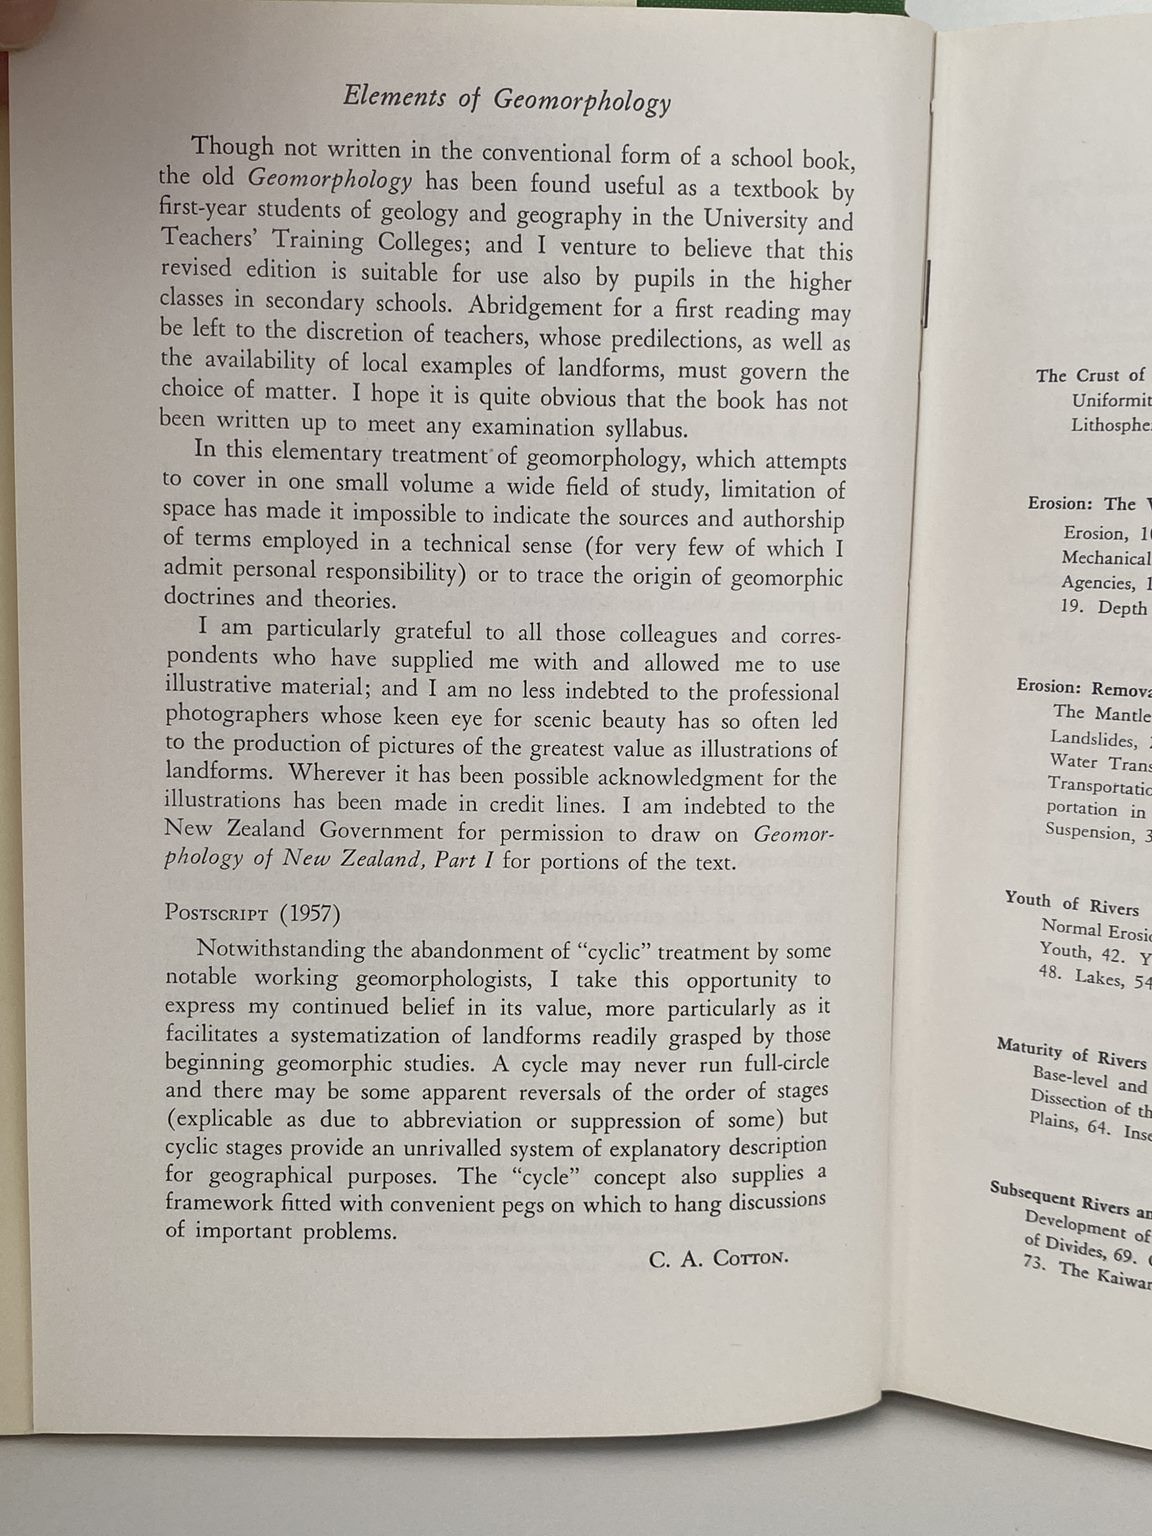 Elements of Geomorphology
Though not written in the conventional form of a school book,
the old Geomorphology has been found useful as a textbook by
first-year students of geology and geography in the University and
Teachers' Training Colleges; and I venture to believe that this
revised edition is suitable for use also by pupils in the higher
classes in secondary schools. Abridgement for a first reading may
be left to the discretion of teachers, whose predilections, as well as
the availability of local examples of landforms, must govern the
choice of matter. I hope it is quite obvious that the book has not
been written up to meet any examination syllabus.
In this elementary treatment of geomorphology, which attempts
to cover in one small volume a wide field of study, limitation of
space has made it impossible to indicate the sources and authorship
of terms employed in a technical sense (for very few of which I
admit personal responsibility) or to trace the origin of geomorphic
doctrines and theories.
I am particularly grateful to all those colleagues and corres-
pondents who have supplied me with and allowed me to use
illustrative material; and I am no less indebted to the professional
photographers whose keen eye for scenic beauty has so often led
to the production of pictures of the greatest value as illustrations of
landforms. Wherever it has been possible acknowledgment for the
illustrations has been made in credit lines. I am indebted to the
New Zealand Government for permission to draw on Geomor-
phology of New Zealand, Part I for portions of the text.
POSTSCRIPT (1957)
Notwithstanding the abandonment of "cyclic" treatment by some
notable working geomorphologists, I take this opportunity to
express my continued belief in its value, more particularly as it
facilitates a systematization of landforms readily grasped by those
beginning geomorphic studies. A cycle may never run full-circle
and there may be some apparent reversals of the order of stages
(explicable as due to abbreviation or suppression of some) but
cyclic stages provide an unrivalled system of explanatory description
for geographical purposes. The "cycle" concept also supplies a
framework fitted with convenient pegs on which to hang discussions
of important problems.
C. A. COTTON.
The Crust of
Erosion: The
Erosion,
Mechanical
Agencies,
19. Depth
Erosion:
The Mantle
Landslides,
Water
portation in
Suspension,
Youth of Rivers
Normal
Youth, 42.
48. Lakes, 54
Maturity of Rivers
Base-level and
Dissection of
Plains, 64.
Subsequent Rivers
Development of
of Divides, 69.
73. The